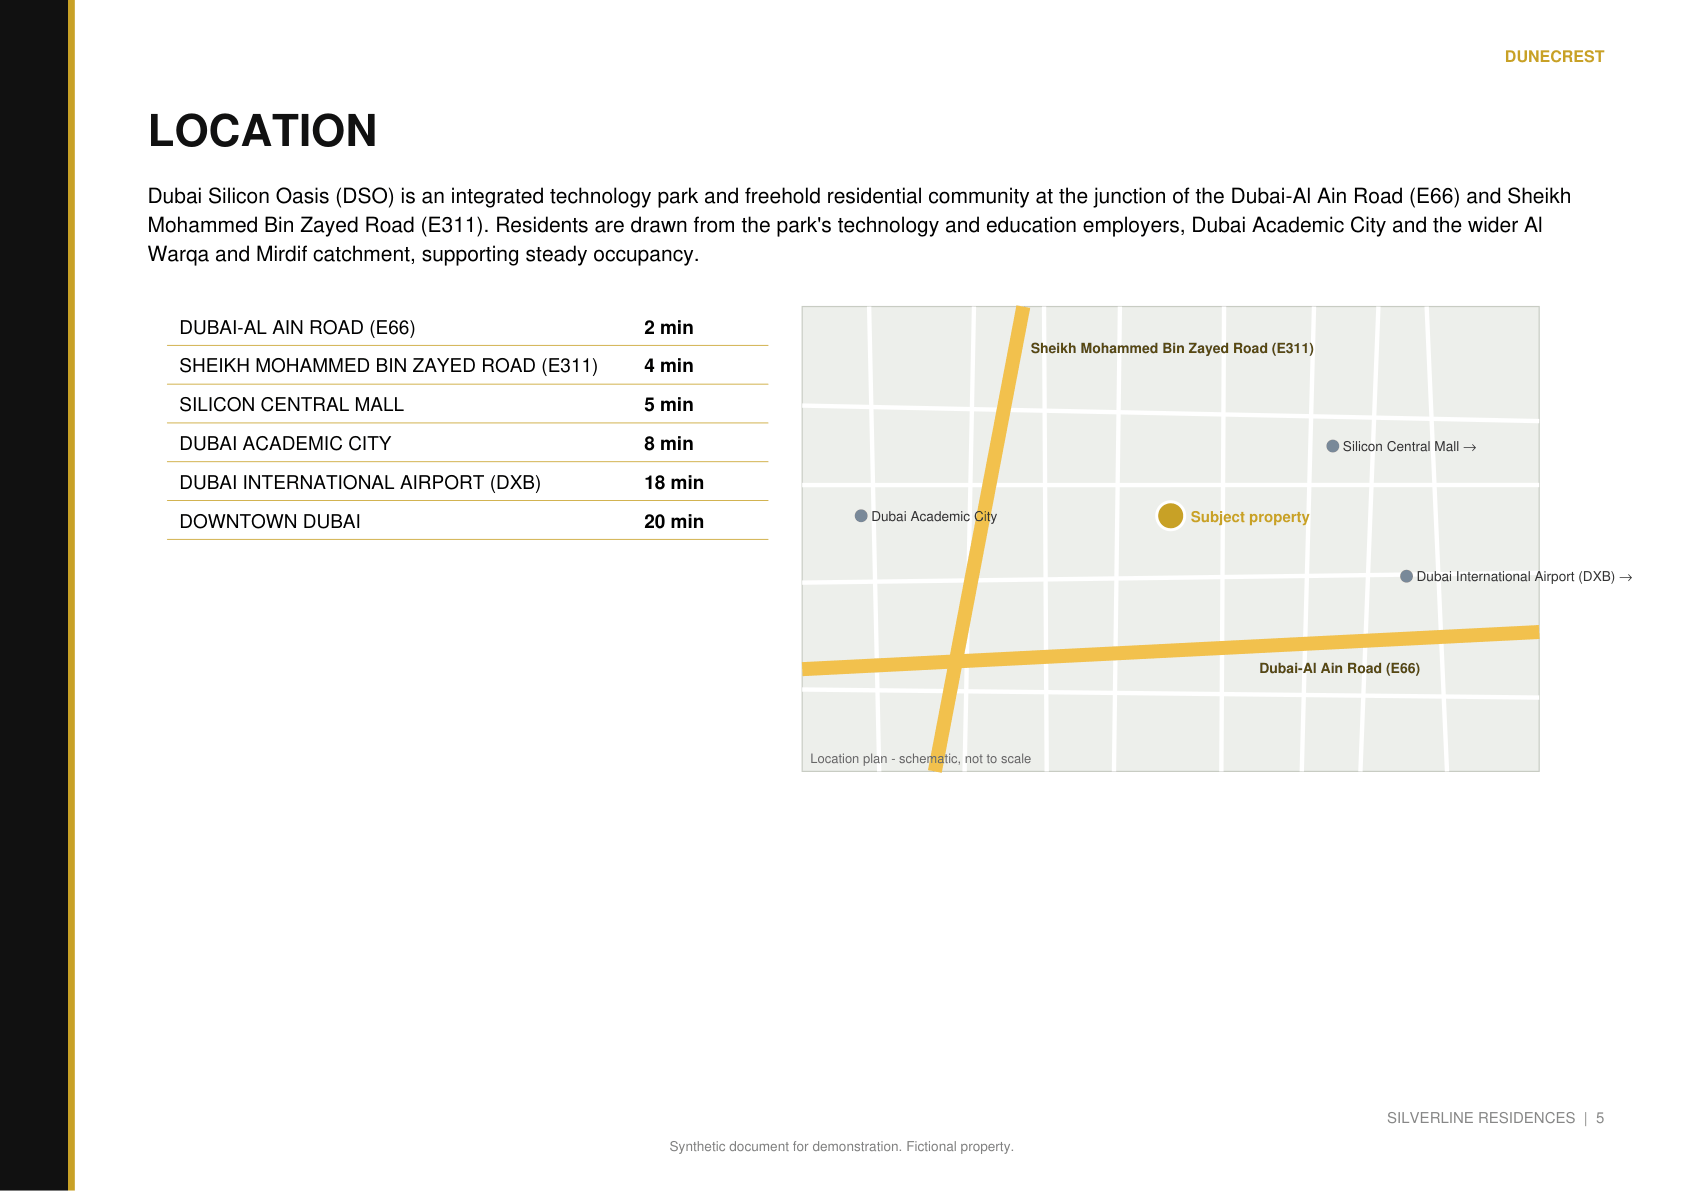 DUNECREST
LOCATION
Dubai Silicon Oasis (DSO) is an integrated technology park and freehold residential community at the junction of the Dubai-Al Ain Road (E66) and Sheikh
Mohammed Bin Zayed Road (E311). Residents are drawn from the park's technology and education employers, Dubai Academic City and the wider Al
Warqa and Mirdif catchment, supporting steady occupancy.
DUBAI-AL AIN ROAD (E66) 2 min
SHEIKH MOHAMMED BIN ZAYED ROAD (E311) 4 min
SILICON CENTRAL MALL 5 min
DUBAI ACADEMIC CITY 8 min
DUBAI INTERNATIONAL AIRPORT (DXB) 18 min
DOWNTOWN DUBAI 20 min
Sheikh Mohammed Bin Zayed Road (E311)
Silicon Central Mall →
Dubai Academic City
Subject property
Dubai International Airport (DXB) →
Dubai-Al Ain Road (E66)
Location plan - schematic, not to scale
SILVERLINE RESIDENCES | 5
Synthetic document for demonstration. Fictional property.